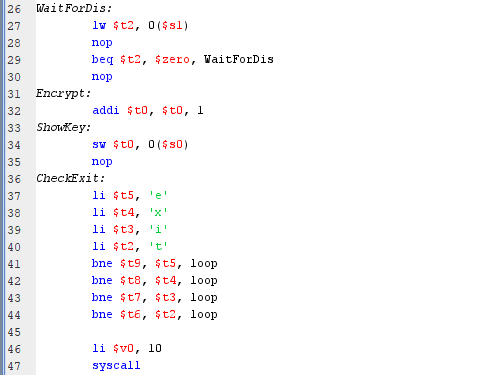 26 WaitForDis:
27 lw $t2, 0($s1)
28 nop
29 beq $t2, $zero, WaitForDis
30 nop
31 Encrypt:
32 addi $t0, $t0, 1
33 ShowKey:
34 sw $t0, 0($s0)
35 nop
36 CheckExit:
37 li $t5, 'e'
38 li $t4, 'x'
39 li $t3, 'i'
40 li $t2, 't'
41 bne $t9, $t5, loop
42 bne $t8, $t4, loop
43 bne $t7, $t3, loop
44 bne $t6, $t2, loop
45
46 li $v0, 10
47 syscall